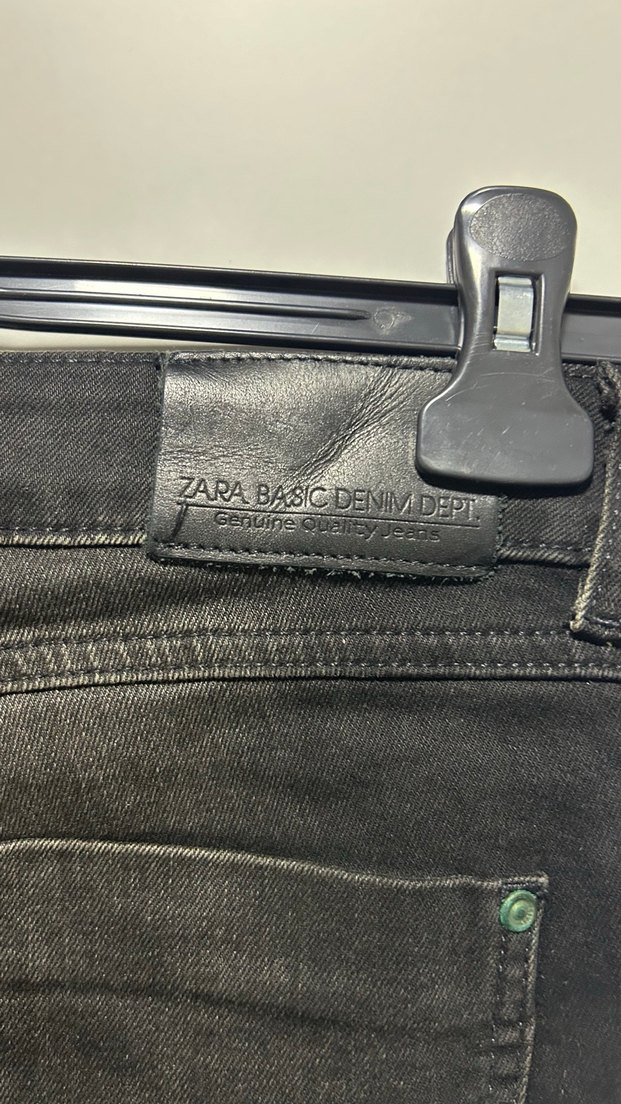 ZARA BASIC DENIM DEPT.
Genuine Quality Jeans